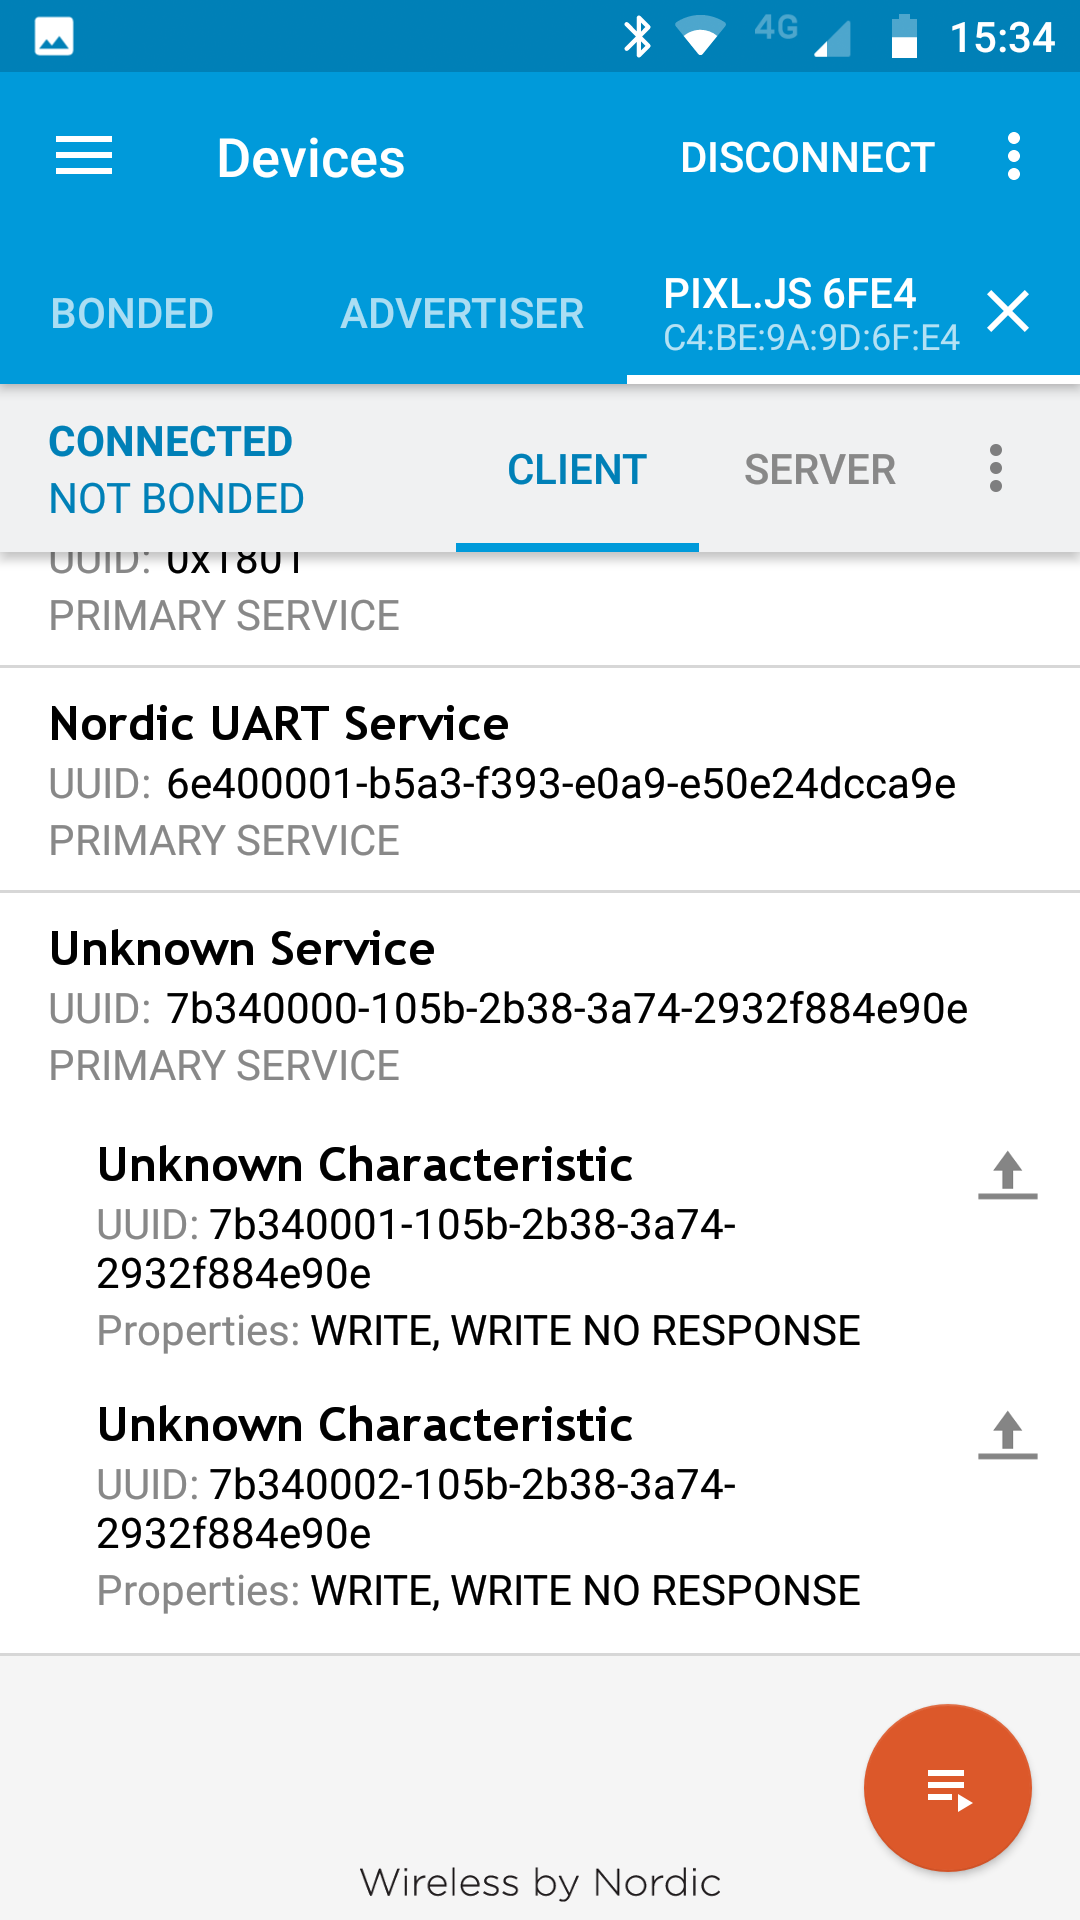 4G 15:34
Devices DISCONNECT
BONDED ADVERTISER PIXL.JS 6FE4
C4:BE:9A:9D:6F:E4
CONNECTED
NOT BONDED
CLIENT SERVER
UUID: 0x1801
PRIMARY SERVICE
Nordic UART Service
UUID: 6e400001-b5a3-f393-e0a9-e50e24dcca9e
PRIMARY SERVICE
Unknown Service
UUID: 7b340000-105b-2b38-3a74-2932f884e90e
PRIMARY SERVICE
Unknown Characteristic
UUID: 7b340001-105b-2b38-3a74-
2932f884e90e
Properties: WRITE, WRITE NO RESPONSE
Unknown Characteristic
UUID: 7b340002-105b-2b38-3a74-
2932f884e90e
Properties: WRITE, WRITE NO RESPONSE
Wireless by Nordic